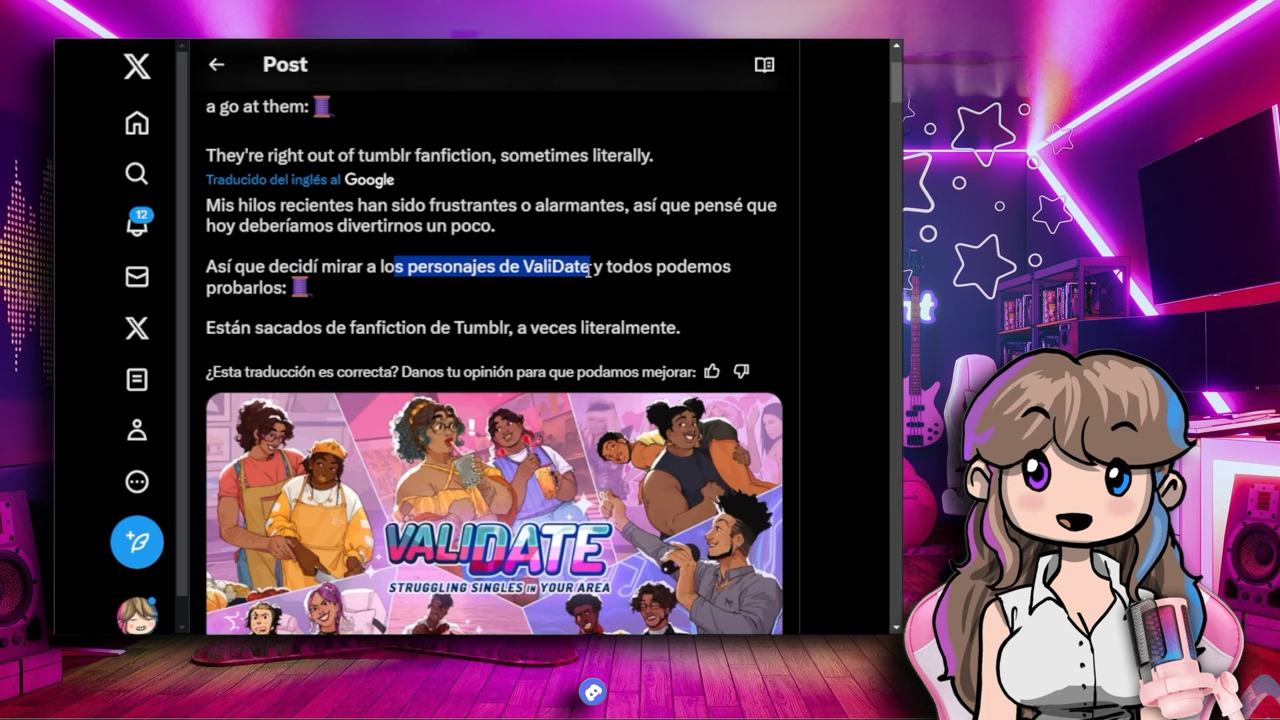 Post
a go at them:
They're right out of tumblr fanfiction, sometimes literally.
Traducido del inglés al Google
Mis hilos recientes han sido frustrantes o alarmantes, así que pensé que
hoy deberíamos divertirnos un poco.
Así que decidí mirar a los personajes de ValiDate y todos podemos
probarlos:
Están sacados de fanfiction de Tumblr, a veces literalmente.
¿Esta traducción es correcta? Danos tu opinión para que podamos mejorar:
12
VALIDATE
STRUGGLING SINGLES IN YOUR AREA